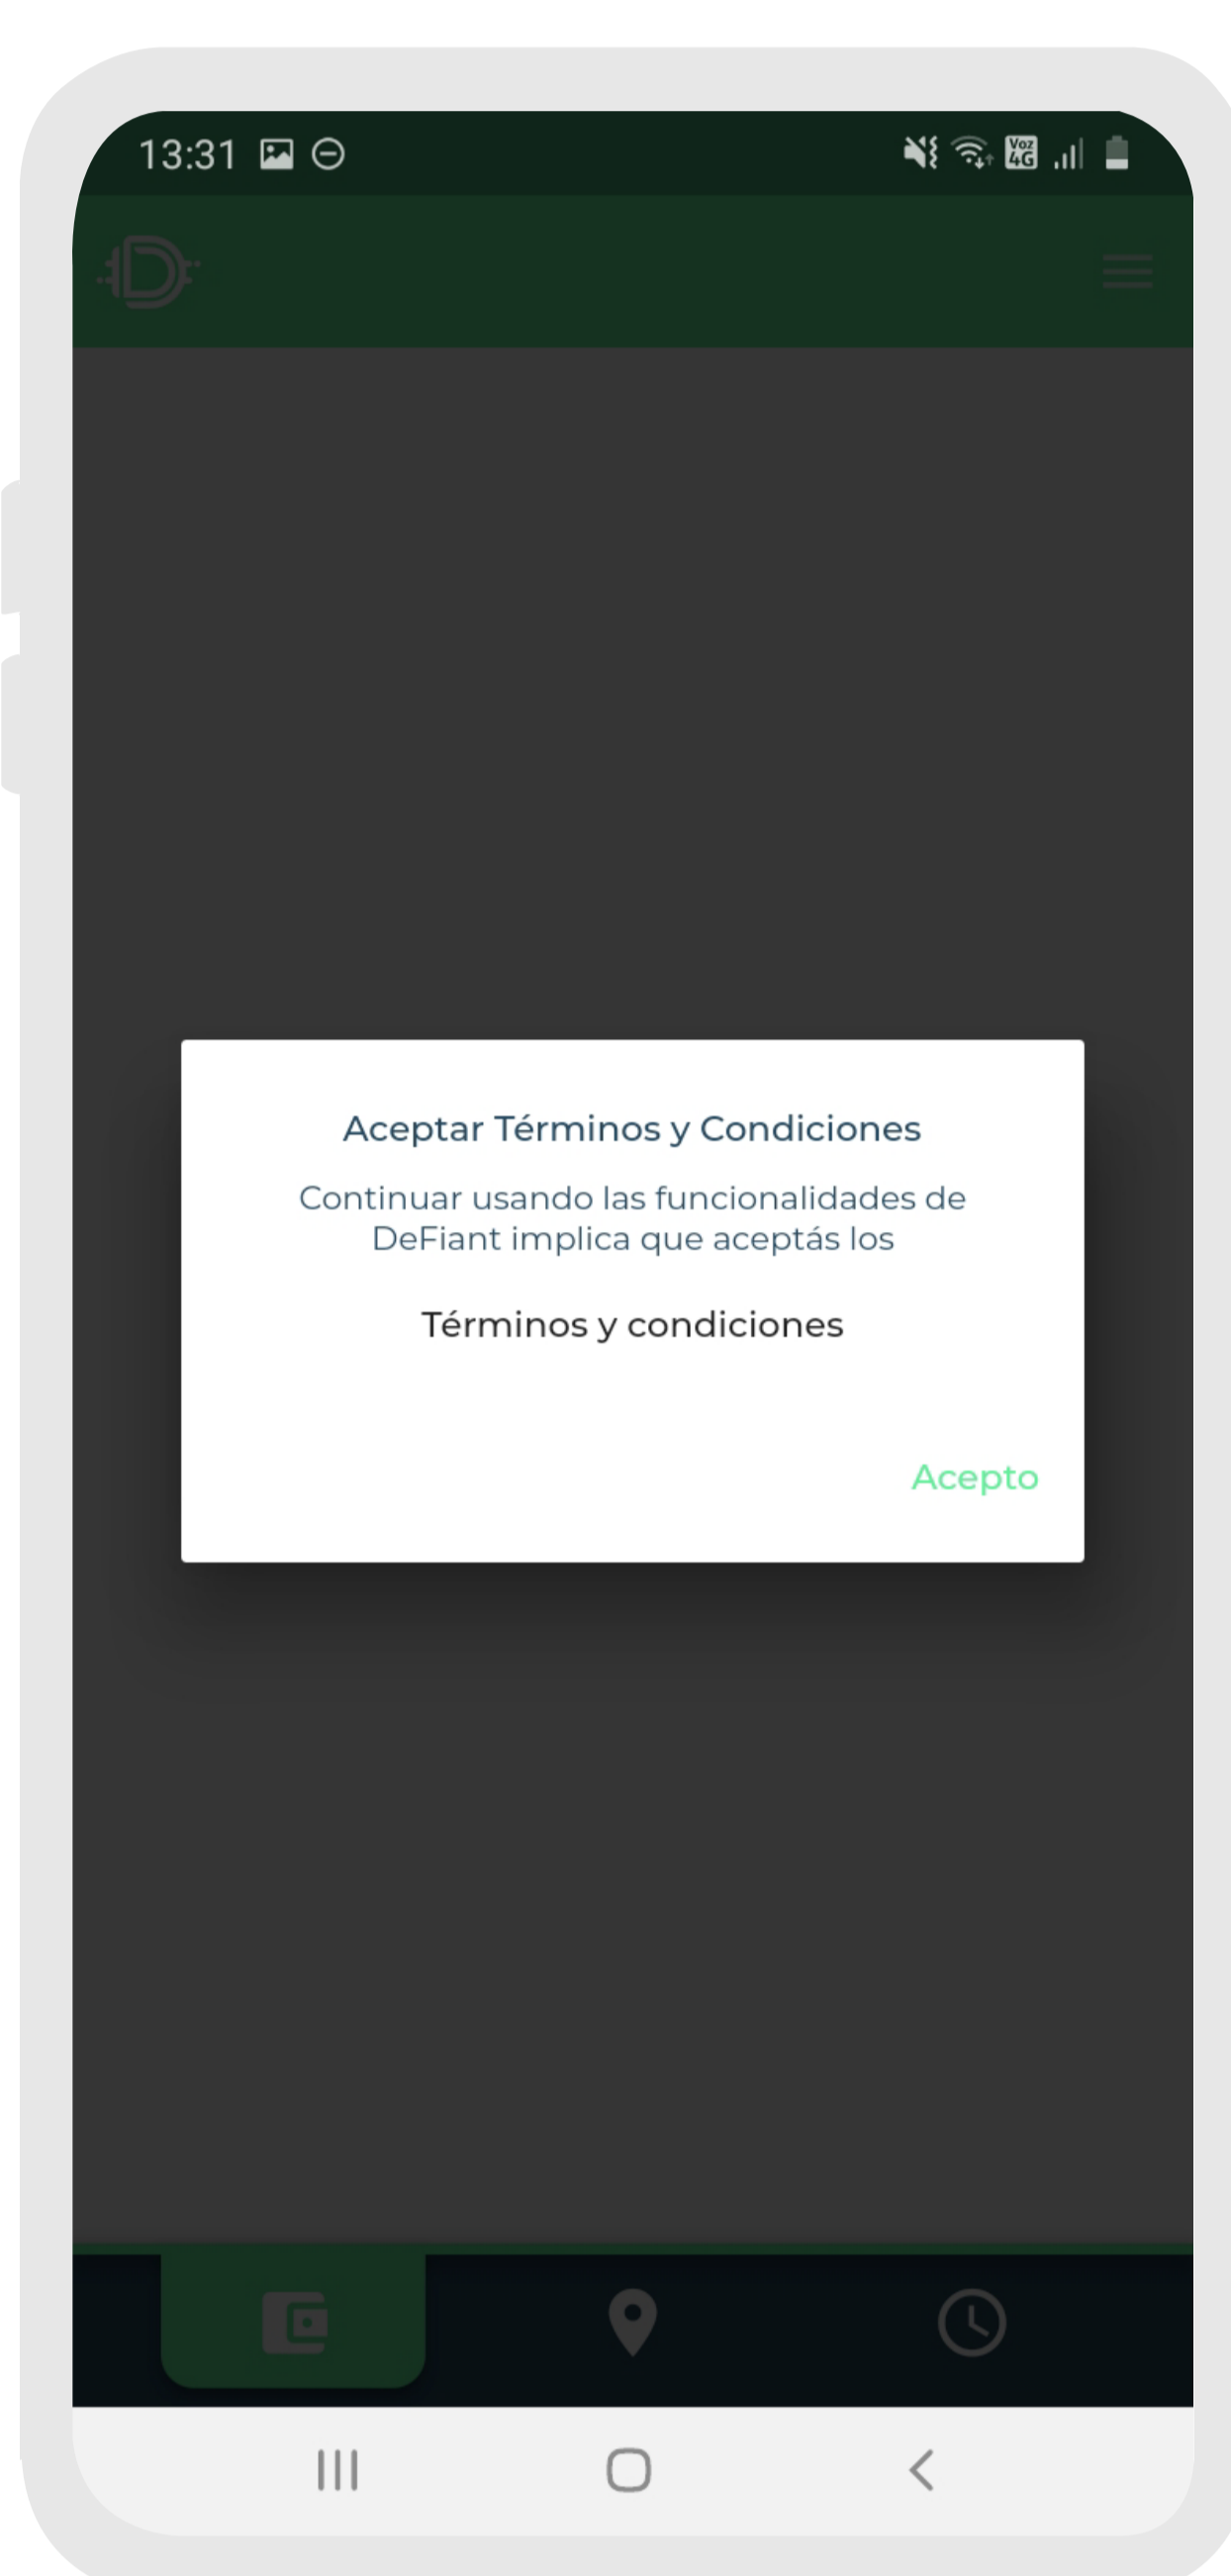 13:31
Voz
4G
Aceptar Términos y Condiciones
Continuar usando las funcionalidades de
DeFiant implica que aceptás los
Términos y condiciones
Acepto